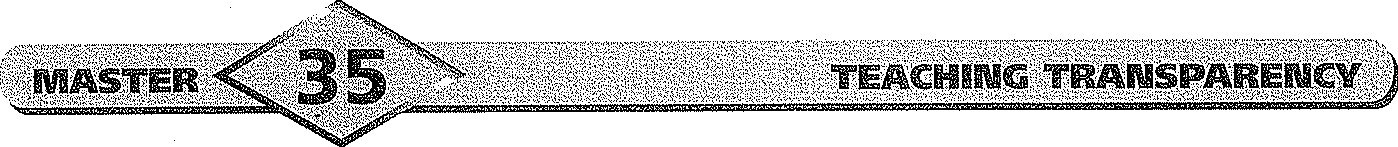 MASTER 35 TEACHING TRANSPARENCY